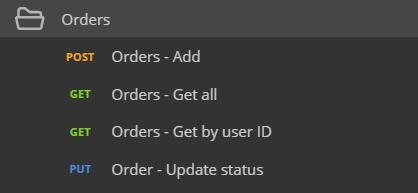 Orders
POST Orders - Add
GET Orders - Get all
GET Orders - Get by user ID
PUT Order - Update status